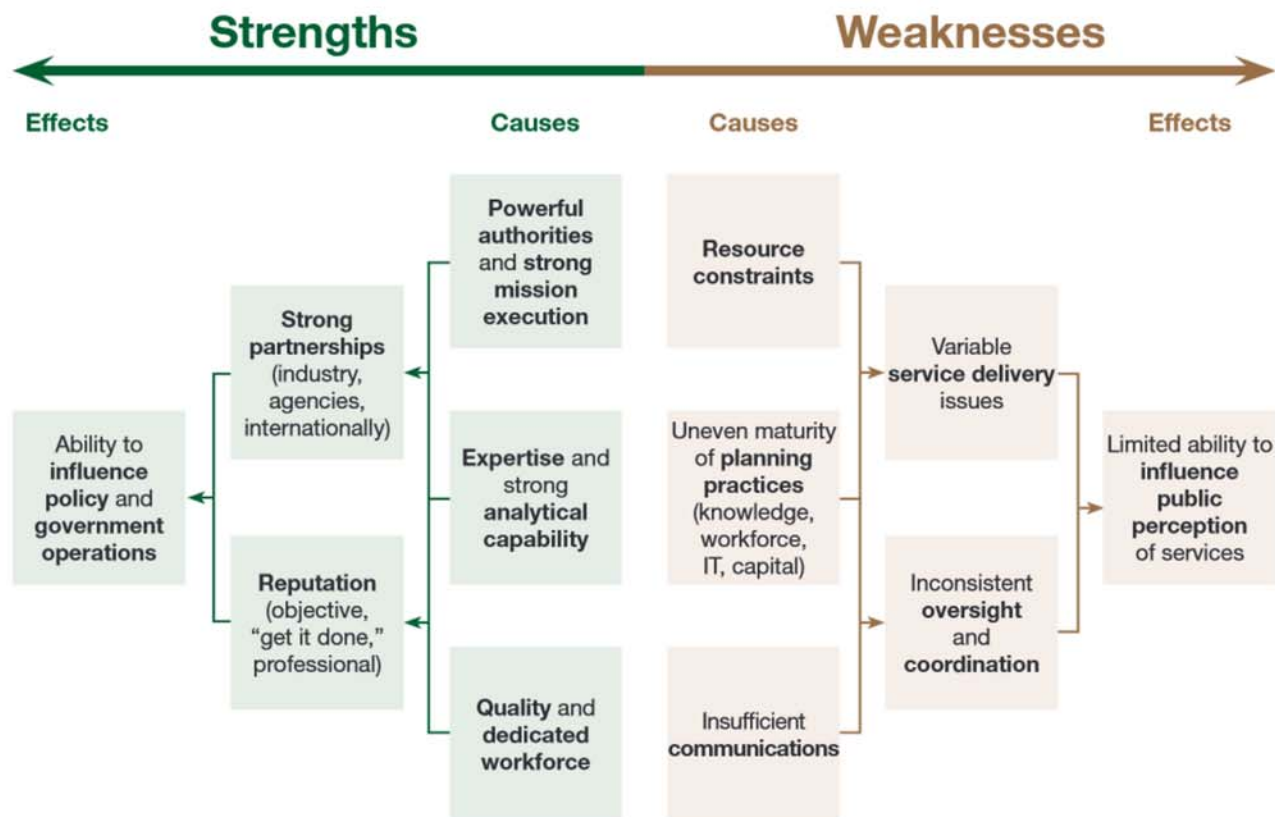 Strengths
Weaknesses
Effects
Causes
Causes
Effects
Powerful
authorities
and strong
mission
execution
Resource
constraints
Strong
partnerships
(industry,
agencies,
internationally)
Variable
service delivery
issues
Ability to
influence
policy and
government
operations
Expertise and
strong
analytical
capability
Uneven maturity
of planning
practices
(knowledge,
workforce,
IT, capital)
Limited ability to
influence
public
perception
of services
Reputation
(objective,
“get it done,”
professional)
Inconsistent
oversight
and
coordination
Quality and
dedicated
workforce
Insufficient
communications